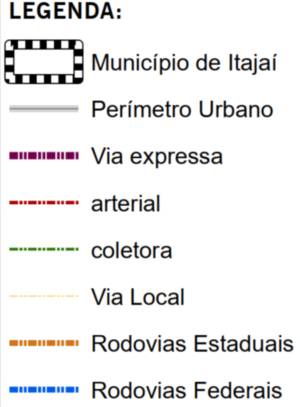 LEGENDA:
Município de Itajaí
Perímetro Urbano
Via expressa
arterial
coletora
Via Local
Rodovias Estaduais
Rodovias Federais